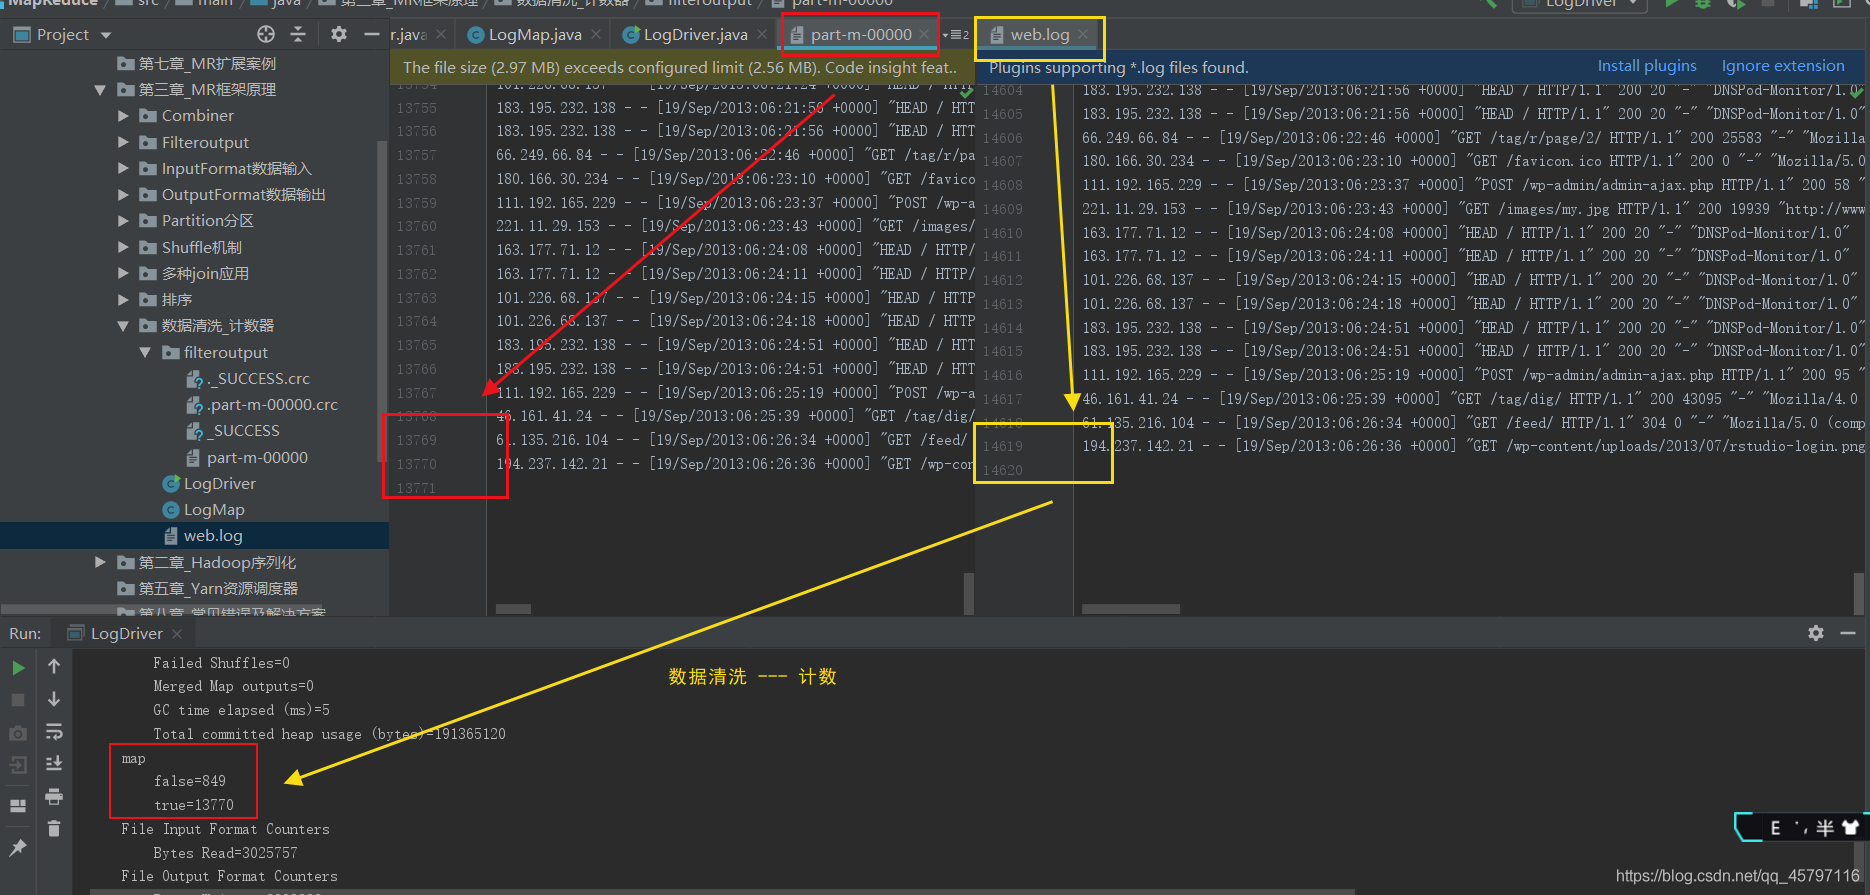 MapReduce src main java 第三章_MR框架原理 数据清洗_计数器 filteroutput part-m-00000
LogDriver
Project
r.java
LogMap.java
LogDriver.java
part-m-00000
2
web.log
The file size (2.97 MB) exceeds configured limit (2.56 MB). Code insight feat..
Plugins supporting *.log files found.
Install plugins
Ignore extension
第七章_MR扩展案例
第三章_MR框架原理
Combiner
Filteroutput
InputFormat数据输入
OutputFormat数据输出
Partition分区
Shuffle机制
多种join应用
排序
数据清洗_计数器
filteroutput
._SUCCESS.crc
.part-m-00000.crc
_SUCCESS
part-m-00000
LogDriver
LogMap
web.log
第二章_Hadoop序列化
第五章_Yarn资源调度器
第八章_常见错误及解决方案
13754 101.226.68.137 - - [19/Sep/2013:06:21:24 +0000] "HEAD / HTTP
13755 183.195.232.138 - - [19/Sep/2013:06:21:56 +0000] "HEAD / HTT
13756 183.195.232.138 - - [19/Sep/2013:06:21:56 +0000] "HEAD / HTT
13757 66.249.66.84 - - [19/Sep/2013:06:22:46 +0000] "GET /tag/r/pa
13758 180.166.30.234 - - [19/Sep/2013:06:23:10 +0000] "GET /favico
13759 111.192.165.229 - - [19/Sep/2013:06:23:37 +0000] "POST /wp-a
13760 221.11.29.153 - - [19/Sep/2013:06:23:43 +0000] "GET /images/
13761 163.177.71.12 - - [19/Sep/2013:06:24:08 +0000] "HEAD / HTTP/
13762 163.177.71.12 - - [19/Sep/2013:06:24:11 +0000] "HEAD / HTTP/
13763 101.226.68.137 - - [19/Sep/2013:06:24:15 +0000] "HEAD / HTTP
13764 101.226.68.137 - - [19/Sep/2013:06:24:18 +0000] "HEAD / HTTP
13765 183.195.232.138 - - [19/Sep/2013:06:24:51 +0000] "HEAD / HTT
13766 183.195.232.138 - - [19/Sep/2013:06:24:51 +0000] "HEAD / HTT
13767 111.192.165.229 - - [19/Sep/2013:06:25:19 +0000] "POST /wp-a
13768 46.161.41.24 - - [19/Sep/2013:06:25:39 +0000] "GET /tag/dig/
13769 61.135.216.104 - - [19/Sep/2013:06:26:34 +0000] "GET /feed/
13770 194.237.142.21 - - [19/Sep/2013:06:26:36 +0000] "GET /wp-con
13771
14604 183.195.232.138 - - [19/Sep/2013:06:21:56 +0000] "HEAD / HTTP/1.1" 200 20 "-" "DNSPod-Monitor/1.0"
14605 183.195.232.138 - - [19/Sep/2013:06:21:56 +0000] "HEAD / HTTP/1.1" 200 20 "-" "DNSPod-Monitor/1.0"
14606 66.249.66.84 - - [19/Sep/2013:06:22:46 +0000] "GET /tag/r/page/2/ HTTP/1.1" 200 25583 "-" "Mozilla
14607 180.166.30.234 - - [19/Sep/2013:06:23:10 +0000] "GET /favicon.ico HTTP/1.1" 200 0 "-" "Mozilla/5.0
14608 111.192.165.229 - - [19/Sep/2013:06:23:37 +0000] "POST /wp-admin/admin-ajax.php HTTP/1.1" 200 58 "
14609 221.11.29.153 - - [19/Sep/2013:06:23:43 +0000] "GET /images/my.jpg HTTP/1.1" 200 19939 "http://www
14610 163.177.71.12 - - [19/Sep/2013:06:24:08 +0000] "HEAD / HTTP/1.1" 200 20 "-" "DNSPod-Monitor/1.0"
14611 163.177.71.12 - - [19/Sep/2013:06:24:11 +0000] "HEAD / HTTP/1.1" 200 20 "-" "DNSPod-Monitor/1.0"
14612 101.226.68.137 - - [19/Sep/2013:06:24:15 +0000] "HEAD / HTTP/1.1" 200 20 "-" "DNSPod-Monitor/1.0"
14613 101.226.68.137 - - [19/Sep/2013:06:24:18 +0000] "HEAD / HTTP/1.1" 200 20 "-" "DNSPod-Monitor/1.0"
14614 183.195.232.138 - - [19/Sep/2013:06:24:51 +0000] "HEAD / HTTP/1.1" 200 20 "-" "DNSPod-Monitor/1.0"
14615 183.195.232.138 - - [19/Sep/2013:06:24:51 +0000] "HEAD / HTTP/1.1" 200 20 "-" "DNSPod-Monitor/1.0"
14616 111.192.165.229 - - [19/Sep/2013:06:25:19 +0000] "POST /wp-admin/admin-ajax.php HTTP/1.1" 200 95 "
14617 46.161.41.24 - - [19/Sep/2013:06:25:39 +0000] "GET /tag/dig/ HTTP/1.1" 200 43095 "-" "Mozilla/4.0
14618 61.135.216.104 - - [19/Sep/2013:06:26:34 +0000] "GET /feed/ HTTP/1.1" 304 0 "-" "Mozilla/5.0 (comp
14619 194.237.142.21 - - [19/Sep/2013:06:26:36 +0000] "GET /wp-content/uploads/2013/07/rstudio-login.png
14620
Run: LogDriver
Failed Shuffles=0
Merged Map outputs=0
GC time elapsed (ms)=5
Total committed heap usage (bytes)=191365120
map
false=849
true=13770
File Input Format Counters
Bytes Read=3025757
File Output Format Counters
数据清洗 --- 计数
E 半
https://blog.csdn.net/qq_45797116